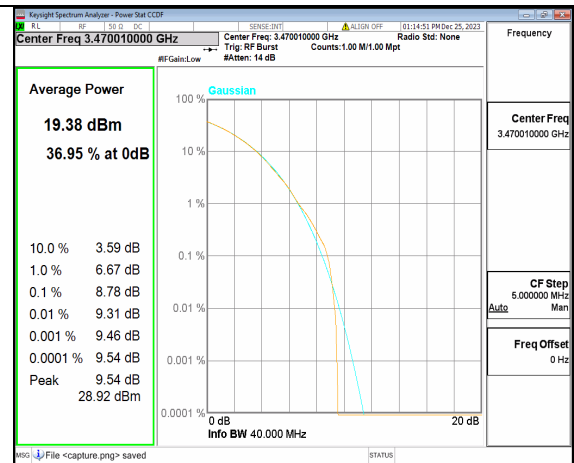 Keysight Spectrum Analyzer - Power Stat CCDF
RL RF 50 Ω DC SENSE:INT ALIGN OFF 01:14:51 PM Dec 25, 2023
Center Freq 3.470010000 GHz
Center Freq: 3.470010000 GHz Radio Std: None
Trig: RF Burst Counts:1.00 M/1.00 Mpt
#IFGain:Low #Atten: 14 dB
Frequency
Average Power
19.38 dBm
36.95 % at 0dB
10.0 % 3.59 dB
1.0 % 6.67 dB
0.1 % 8.78 dB
0.01 % 9.31 dB
0.001 % 9.46 dB
0.0001 % 9.54 dB
Peak 9.54 dB
28.92 dBm
Gaussian
100 %
10 %
1 %
0.1 %
0.01 %
0.001 %
0.0001 %
0 dB 20 dB
Info BW 40.000 MHz
Center Freq
3.470010000 GHz
CF Step
5.000000 MHz
Auto Man
Freq Offset
0 Hz
MSG File <capture.png> saved STATUS